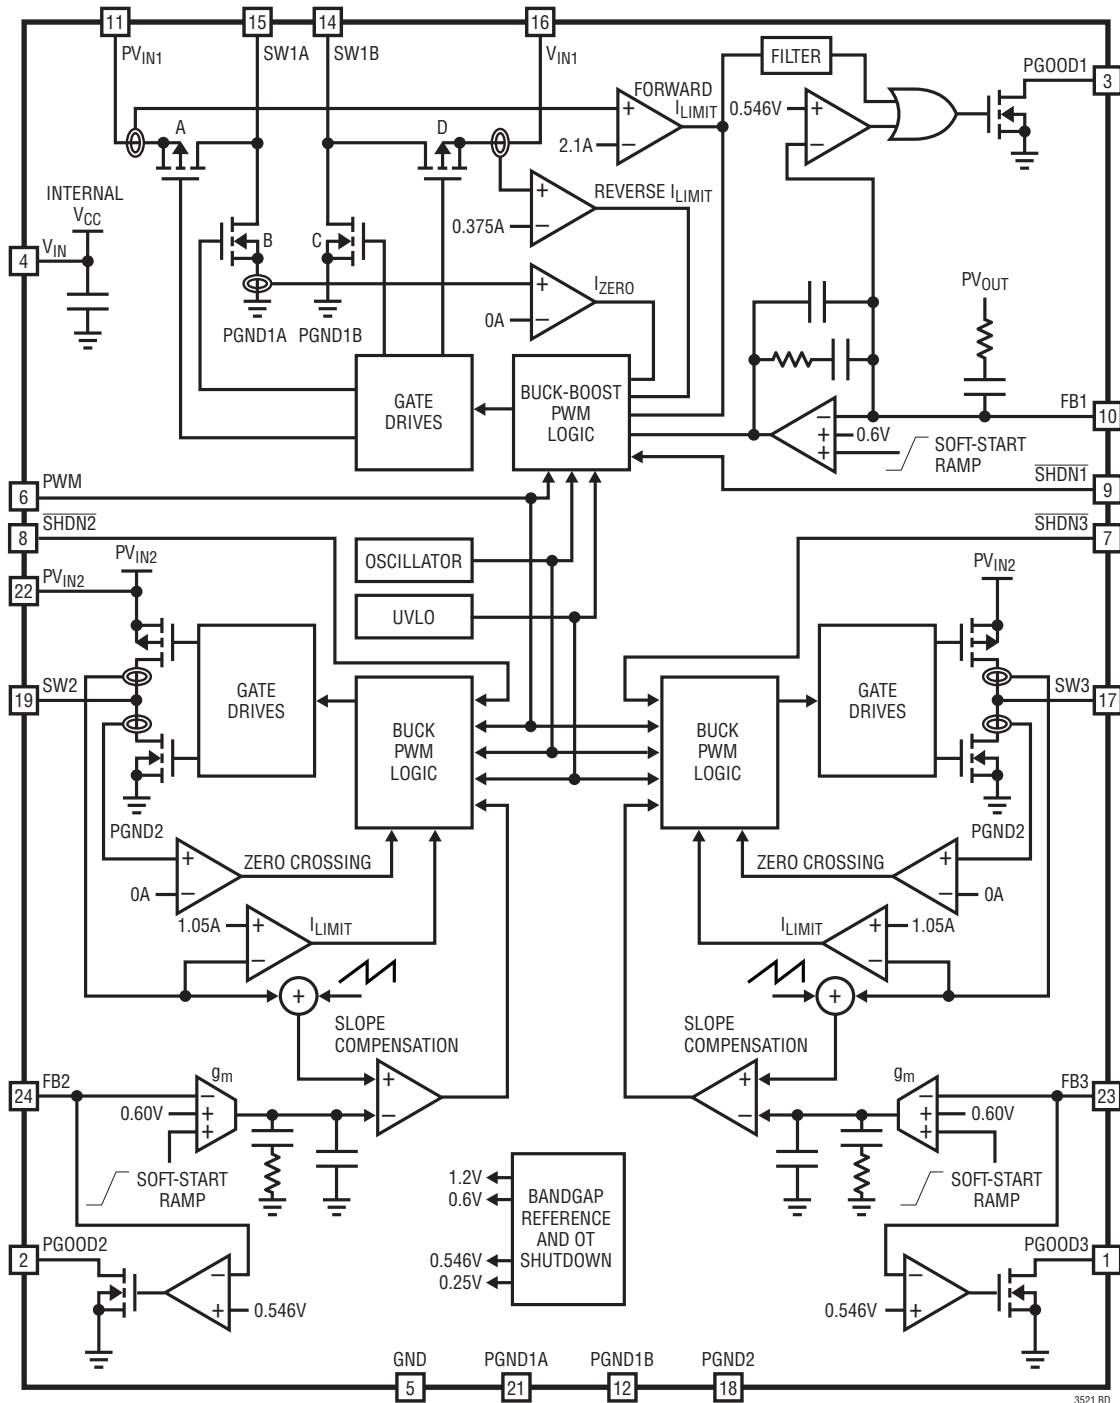 11
15
14
16
PVIN1
SW1A
SW1B
VIN1
FILTER
PGOOD1
3
FORWARD
ILIMIT
+
2.1A
−
0.546V
+
−
A
D
INTERNAL
VCC
VIN
4
+
REVERSE ILIMIT
0.375A
−
B
C
+
IZERO
0A
−
PVOUT
PGND1A
PGND1B
GATE
DRIVES
BUCK-BOOST
PWM
LOGIC
−
+
+
0.6V
FB1
10
SOFT-START
RAMP
SHDN1
9
PWM
6
SHDN2
8
SHDN3
7
OSCILLATOR
UVLO
PVIN2
PVIN2
22
PVIN2
GATE
DRIVES
SW2
19
BUCK
PWM
LOGIC
BUCK
PWM
LOGIC
GATE
DRIVES
SW3
17
PGND2
PGND2
+
ZERO CROSSING
0A
−
ZERO CROSSING
+
−
0A
1.05A
+
ILIMIT
−
ILIMIT
+
1.05A
−
+
+
SLOPE
COMPENSATION
SLOPE
COMPENSATION
+
−
+
−
FB2
24
gm
−
0.60V
+
+
SOFT-START
RAMP
gm
−
+
0.60V
+
FB3
23
SOFT-START
RAMP
1.2V
0.6V
0.546V
0.25V
BANDGAP
REFERENCE
AND OT
SHUTDOWN
PGOOD2
2
−
+
0.546V
PGOOD3
1
−
0.546V
+
GND
PGND1A
PGND1B
PGND2
5
21
12
18
3521 BD